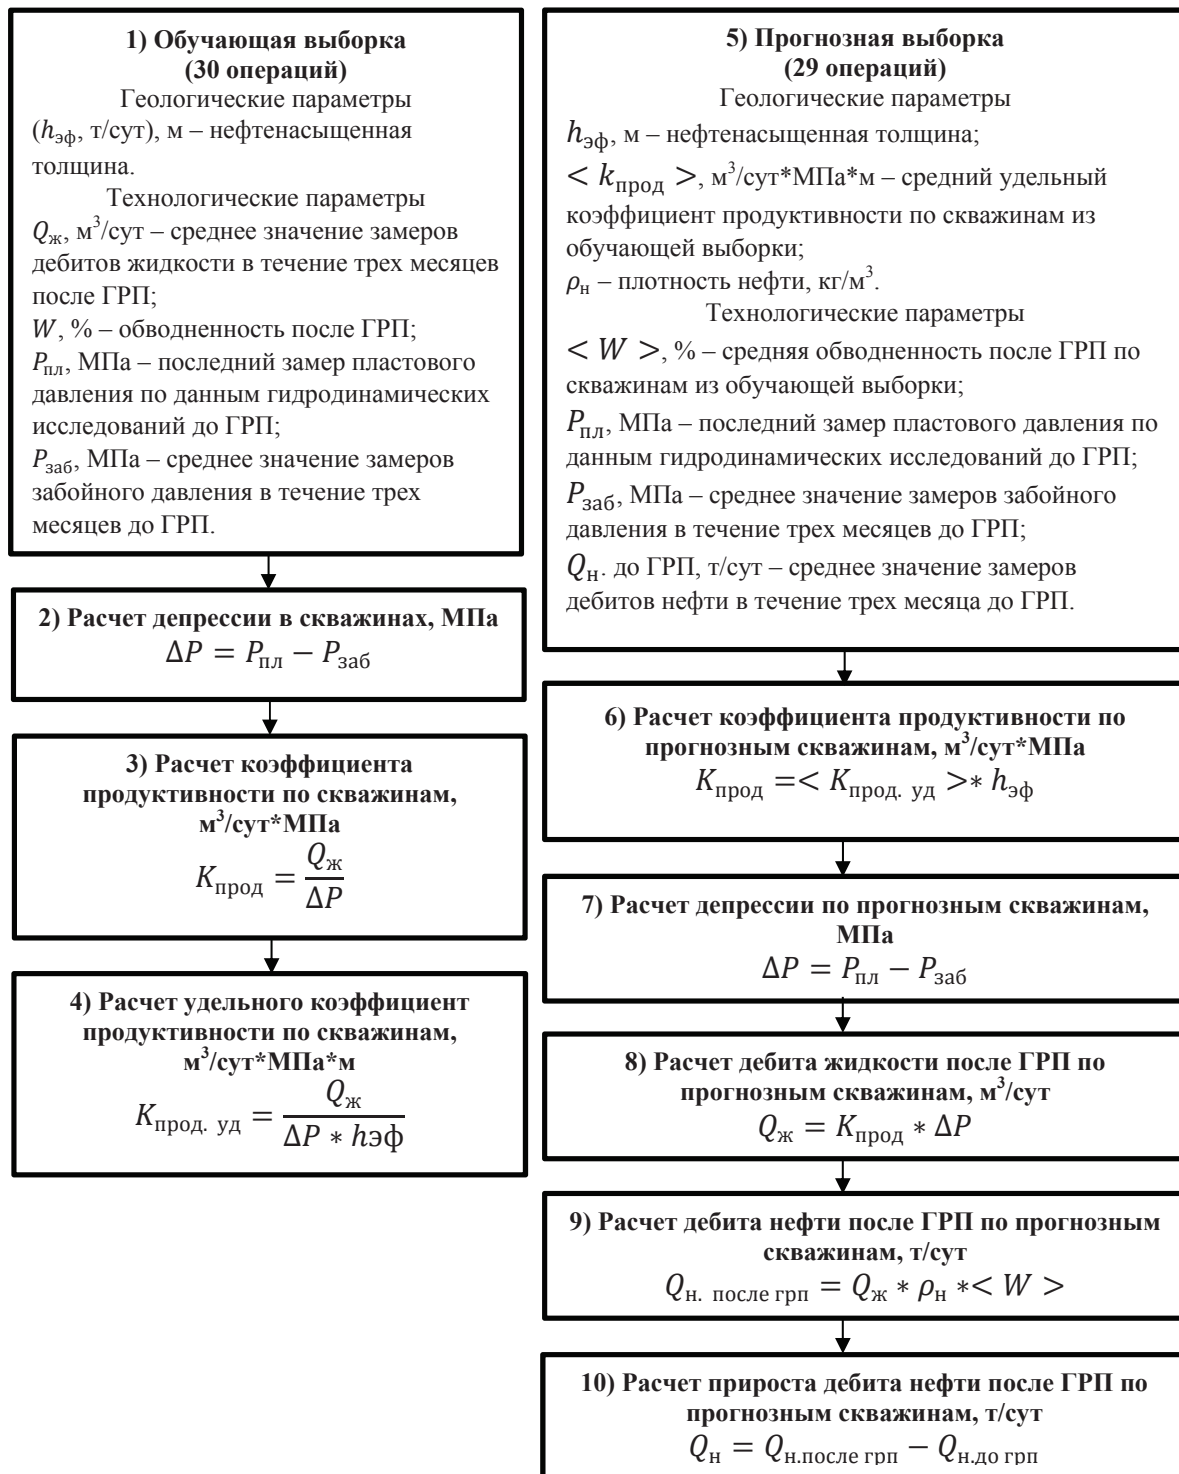 1) Обучающая выборка
(30 операций)
Геологические параметры
(hэф, т/сут), м – нефтенасыщенная
толщина.
Технологические параметры
Qж, м³/сут – среднее значение замеров
дебитов жидкости в течение трех месяцев
после ГРП;
W, % – обводненность после ГРП;
Pпл, МПа – последний замер пластового
давления по данным гидродинамических
исследований до ГРП;
Pзаб, МПа – среднее значение замеров
забойного давления в течение трех
месяцев до ГРП.
2) Расчет депрессии в скважинах, МПа
ΔP = Pпл − Pзаб
3) Расчет коэффициента
продуктивности по скважинам,
м³/сут*МПа
Kпрод = Qж / ΔP
4) Расчет удельного коэффициент
продуктивности по скважинам,
м³/сут*МПа*м
Kпрод. уд = Qж / ΔP * hэф
5) Прогнозная выборка
(29 операций)
Геологические параметры
hэф, м – нефтенасыщенная толщина;
< kпрод >, м³/сут*МПа*м – средний удельный
коэффициент продуктивности по скважинам из
обучающей выборки;
ρн – плотность нефти, кг/м³.
Технологические параметры
< W >, % – средняя обводненность после ГРП по
скважинам из обучающей выборки;
Pпл, МПа – последний замер пластового давления по
данным гидродинамических исследований до ГРП;
Pзаб, МПа – среднее значение замеров забойного
давления в течение трех месяцев до ГРП;
Qн. до ГРП, т/сут – среднее значение замеров
дебитов нефти в течение трех месяца до ГРП.
6) Расчет коэффициента продуктивности по
прогнозным скважинам, м³/сут*МПа
Kпрод =< Kпрод. уд >* hэф
7) Расчет депрессии по прогнозным скважинам,
МПа
ΔP = Pпл − Pзаб
8) Расчет дебита жидкости после ГРП по
прогнозным скважинам, м³/сут
Qж = Kпрод * ΔP
9) Расчет дебита нефти после ГРП по прогнозным
скважинам, т/сут
Qн. после грп = Qж * ρн *< W >
10) Расчет прироста дебита нефти после ГРП по
прогнозным скважинам, т/сут
Qн = Qн.после грп − Qн.до грп